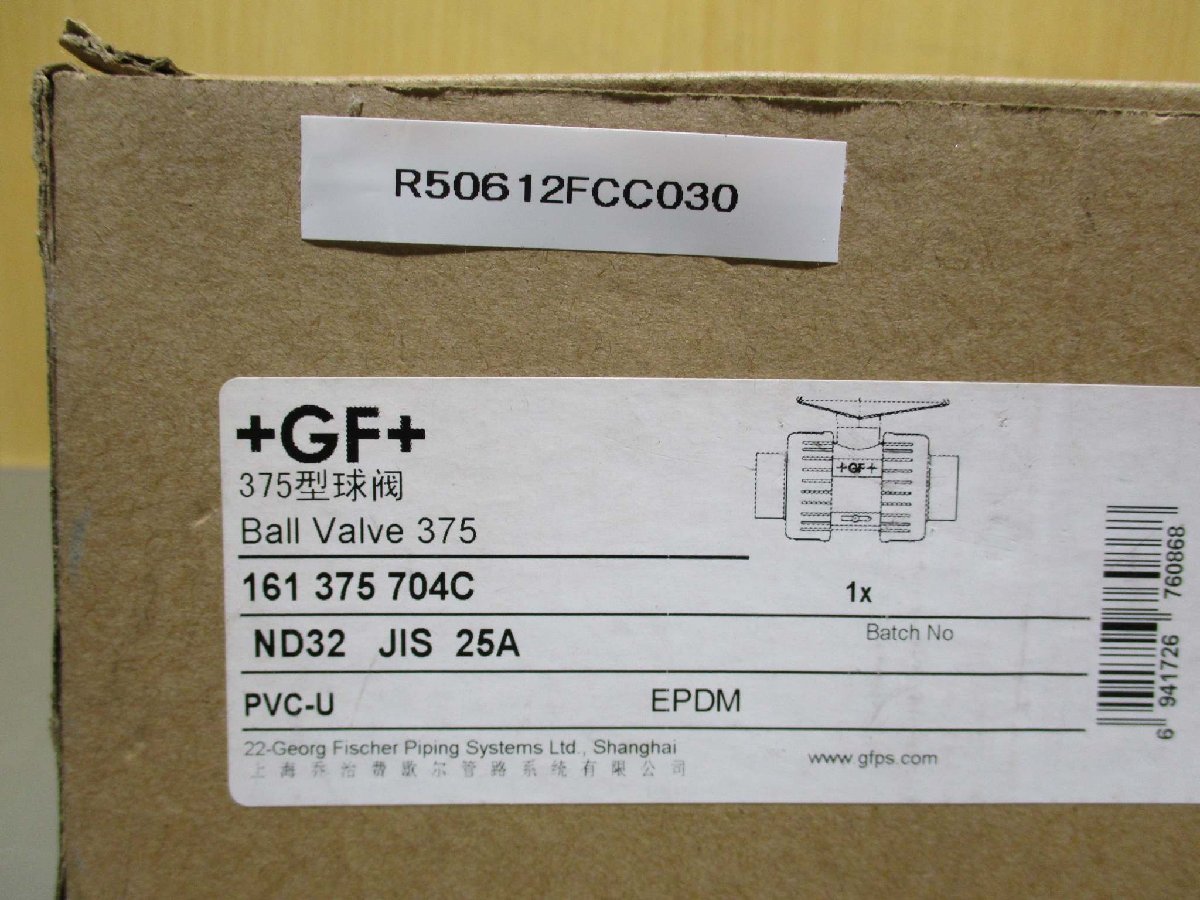 R50612FCC030
+GF+
375型球阀
Ball Valve 375
+GF+
161 375 704C
1x
ND32 JIS 25A
Batch No
PVC-U EPDM
22-Georg Fischer Piping Systems Ltd., Shanghai
上海乔治费歇尔管路系统有限公司
www.gfps.com
6 941726 760868